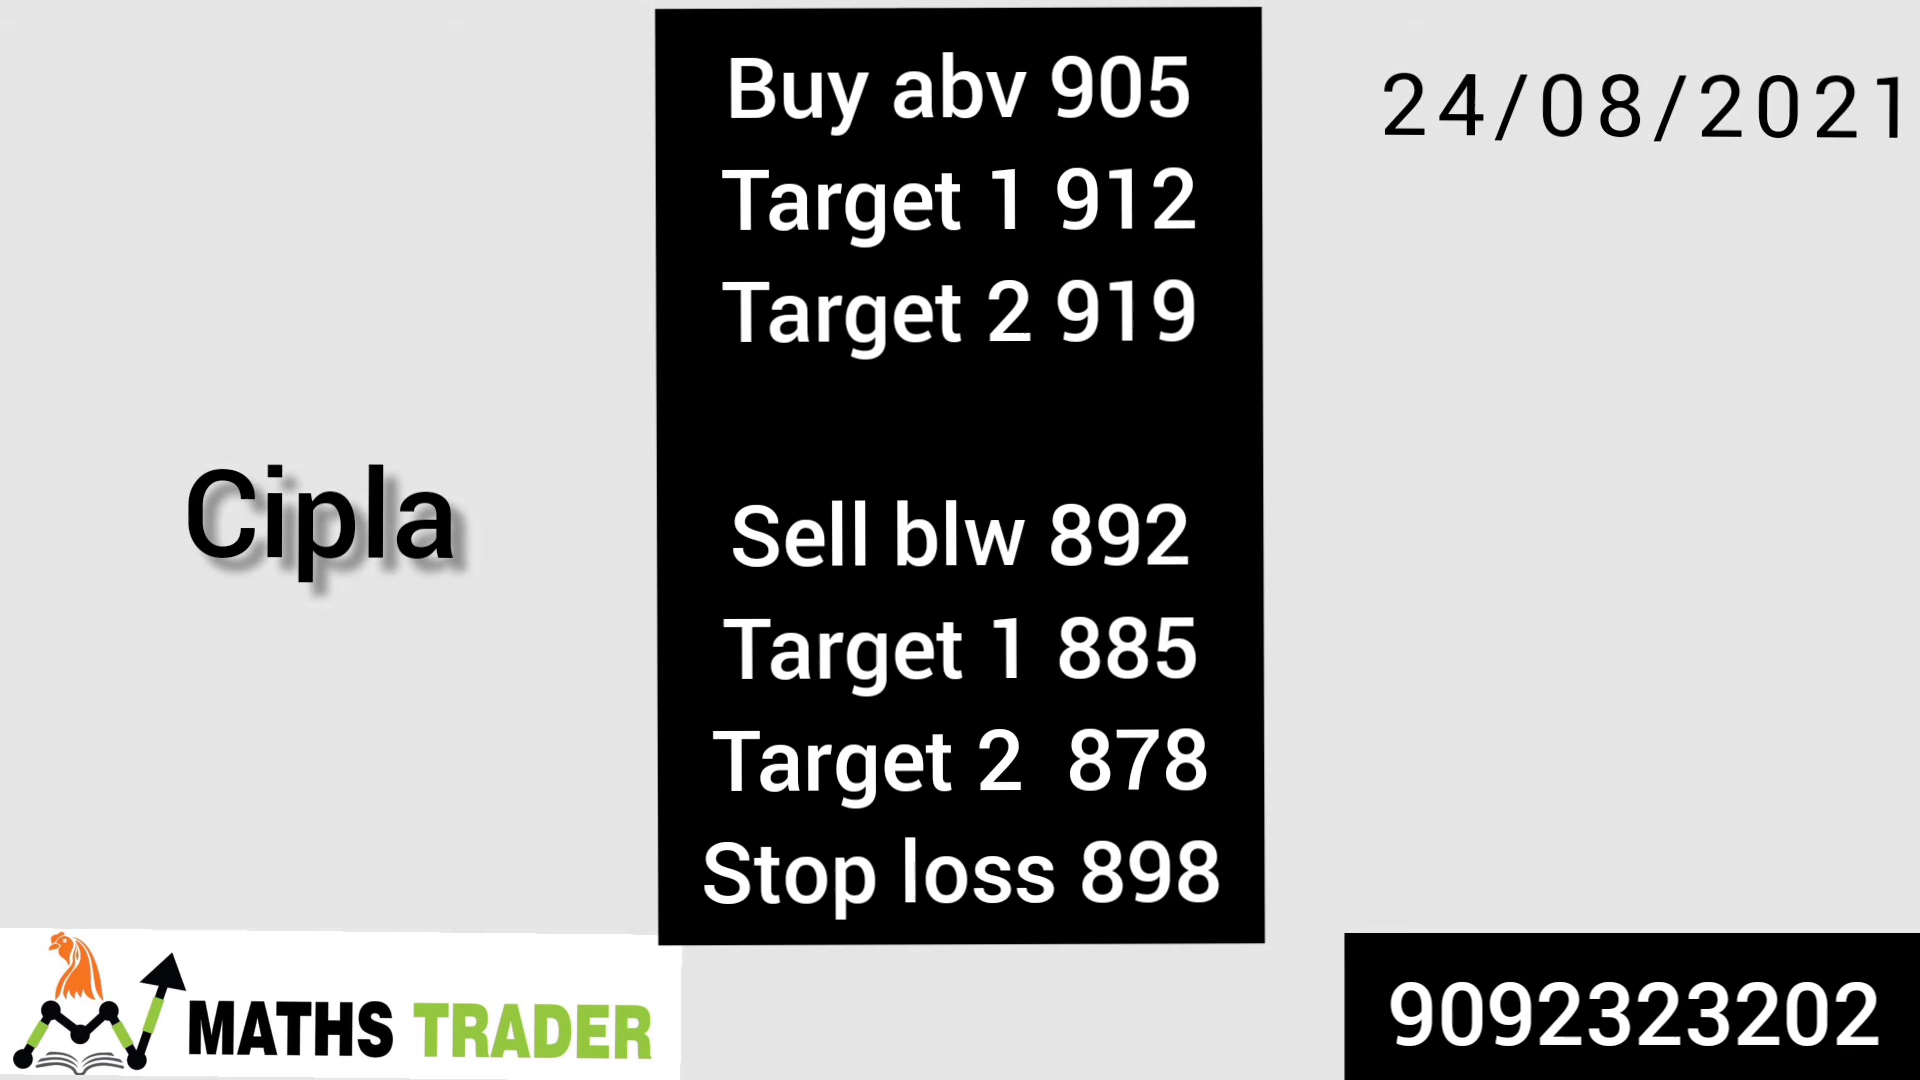 Buy abv 905
Target 1 912
Target 2 919
Sell blw 892
Target 1 885
Target 2  878
Stop loss 898
24/08/2021
Cipla
MATHS TRADER
9092323202